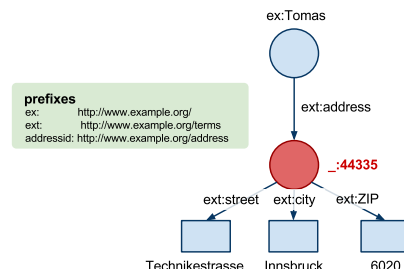 ex:Tomas
prefixes
ex: http://www.example.org/
ext: http://www.example.org/terms
addressid: http://www.example.org/address
ext:address
_:44335
ext:street ext:city ext:ZIP
Technikestrasse Innsbruck 6020